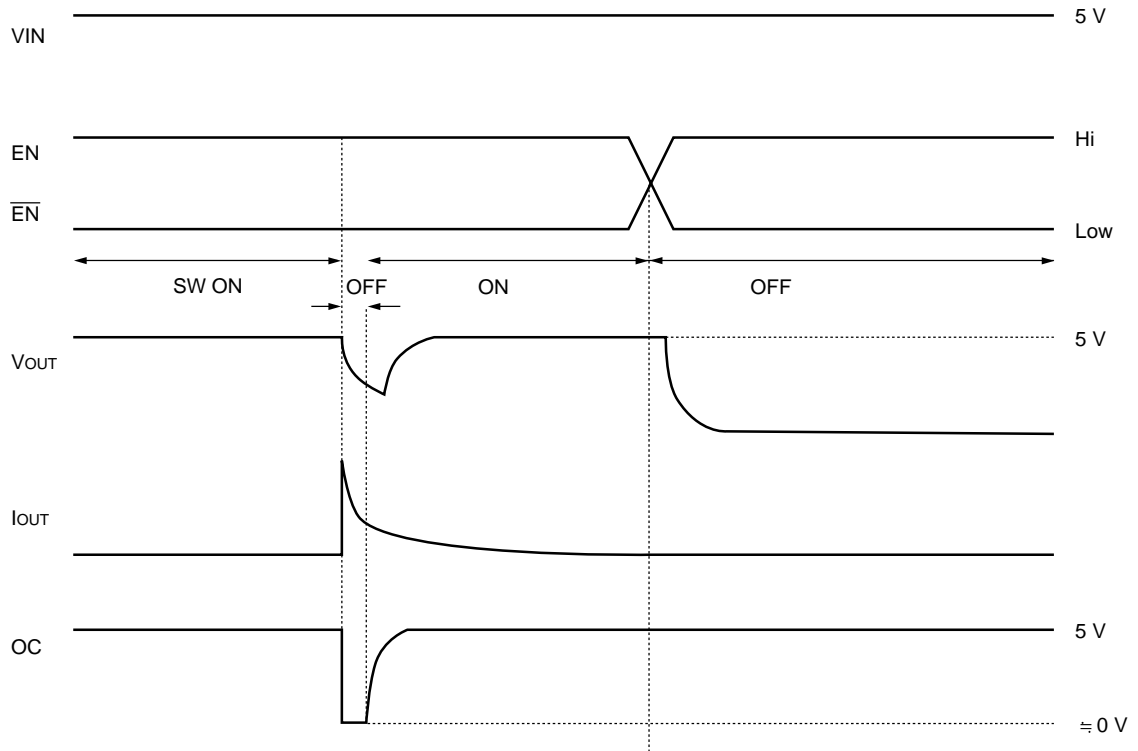 VIN
5 V
EN
Hi
EN
Low
SW ON
OFF
ON
OFF
VOUT
5 V
IOUT
OC
5 V
≒ 0 V